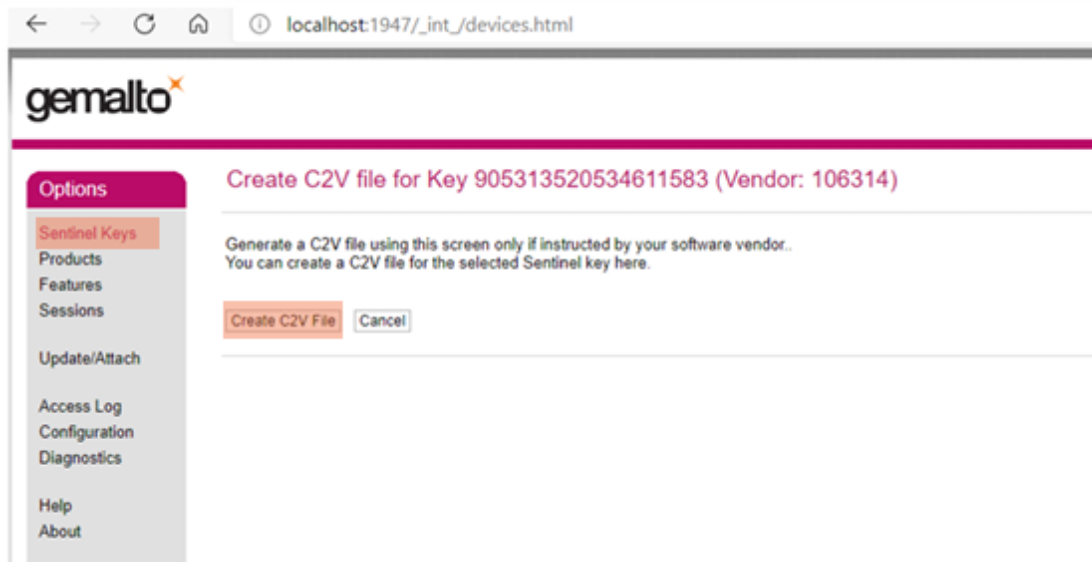 localhost:1947/_int_/devices.html
gemalto
Options
Sentinel Keys
Products
Features
Sessions
Update/Attach
Access Log
Configuration
Diagnostics
Help
About
Create C2V file for Key 905313520534611583 (Vendor: 106314)
Generate a C2V file using this screen only if instructed by your software vendor..
You can create a C2V file for the selected Sentinel key here.
Create C2V File Cancel